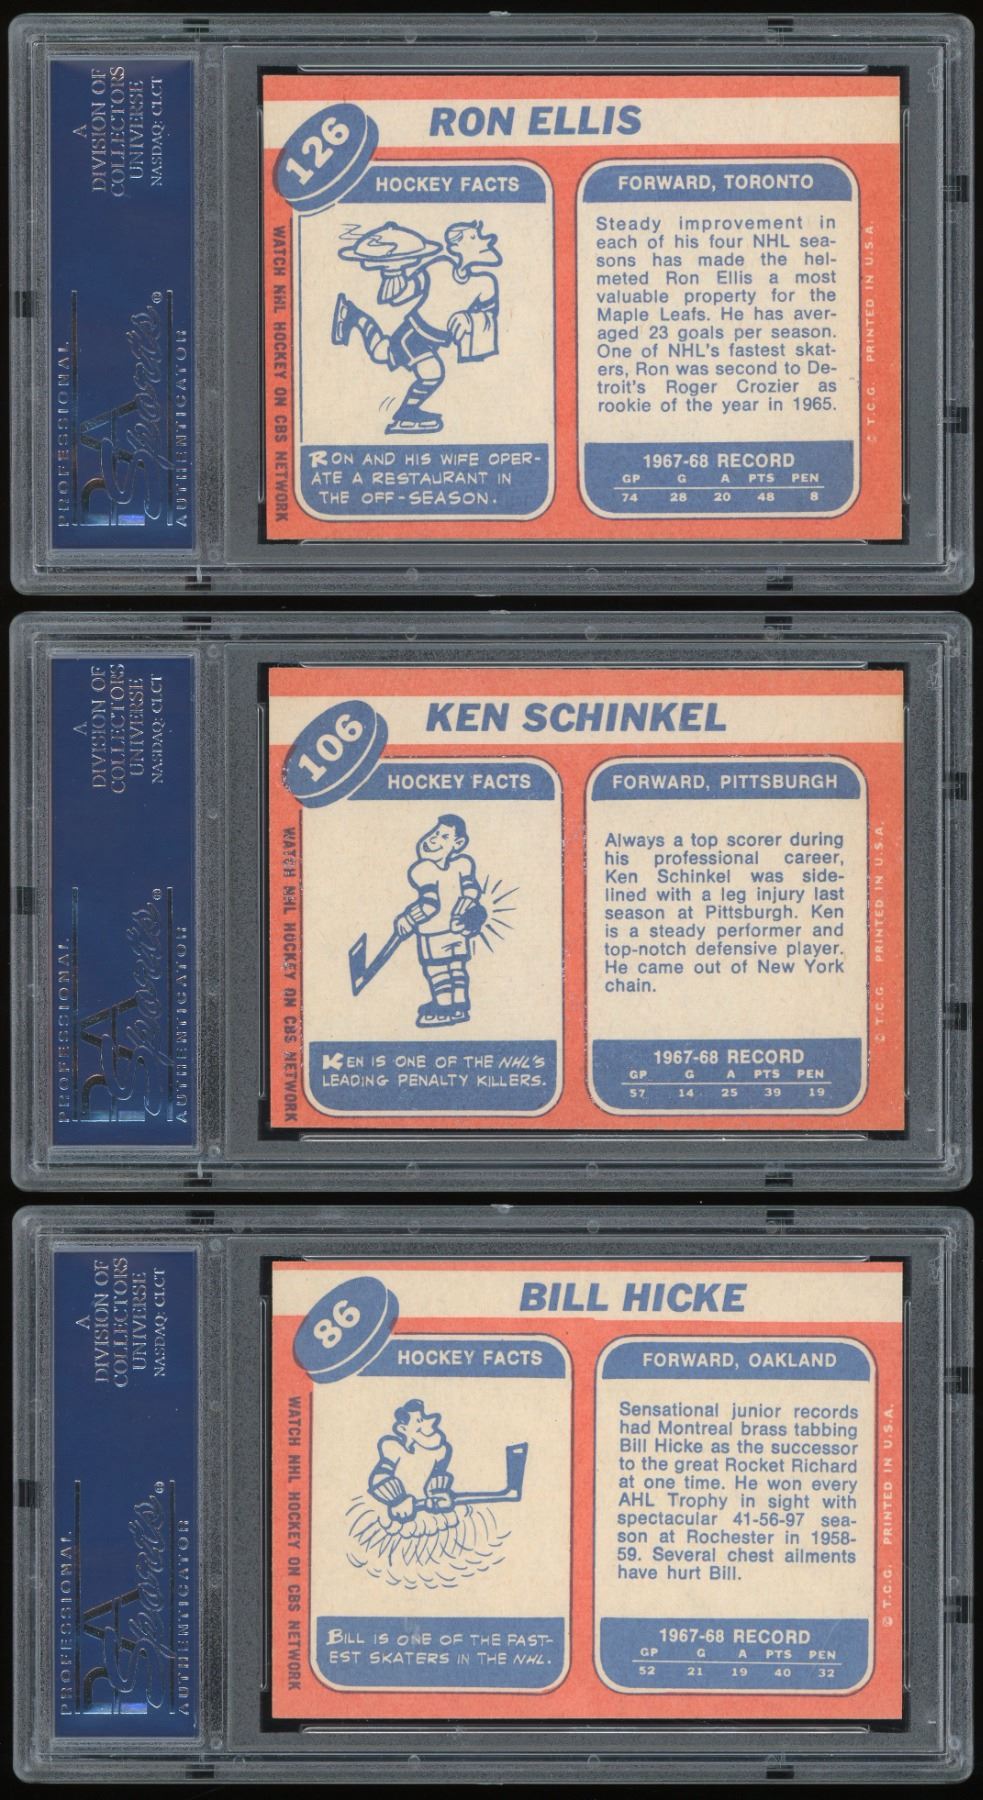 A
DIVISION OF
COLLECTORS
UNIVERSE
NASDAQ: CLCT
PROFESSIONAL
PSA
Sports®
AUTHENTICATOR
126
RON ELLIS
HOCKEY FACTS
RON AND HIS WIFE OPER-
ATE A RESTAURANT IN
THE OFF-SEASON.
WATCH NHL HOCKEY ON CBS NETWORK
FORWARD, TORONTO
Steady improvement in
each of his four NHL sea-
sons has made the hel-
meted Ron Ellis a most
valuable property for the
Maple Leafs. He has aver-
aged 23 goals per season.
One of NHL's fastest skat-
ers, Ron was second to De-
troit's Roger Crozier as
rookie of the year in 1965.
1967-68 RECORD
GP G A PTS PEN
74 28 20 48 8
© T.C.G. PRINTED IN U.S.A.
A
DIVISION OF
COLLECTORS
UNIVERSE
NASDAQ: CLCT
PROFESSIONAL
PSA
Sports®
AUTHENTICATOR
106
KEN SCHINKEL
HOCKEY FACTS
KEN IS ONE OF THE NHL'S
LEADING PENALTY KILLERS.
WATCH NHL HOCKEY ON CBS NETWORK
FORWARD, PITTSBURGH
Always a top scorer during
his professional career,
Ken Schinkel was side-
lined with a leg injury last
season at Pittsburgh. Ken
is a steady performer and
top-notch defensive player.
He came out of New York
chain.
1967-68 RECORD
GP G A PTS PEN
57 14 25 39 19
© T.C.G. PRINTED IN U.S.A.
A
DIVISION OF
COLLECTORS
UNIVERSE
NASDAQ: CLCT
PROFESSIONAL
PSA
Sports®
AUTHENTICATOR
86
BILL HICKE
HOCKEY FACTS
BILL IS ONE OF THE FAST-
EST SKATERS IN THE NHL.
WATCH NHL HOCKEY ON CBS NETWORK
FORWARD, OAKLAND
Sensational junior records
had Montreal brass tabbing
Bill Hicke as the successor
to the great Rocket Richard
at one time. He won every
AHL Trophy in sight with
spectacular 41-56-97 sea-
son at Rochester in 1958-
59. Several chest ailments
have hurt Bill.
1967-68 RECORD
GP G A PTS PEN
52 21 19 40 32
© T.C.G. PRINTED IN U.S.A.